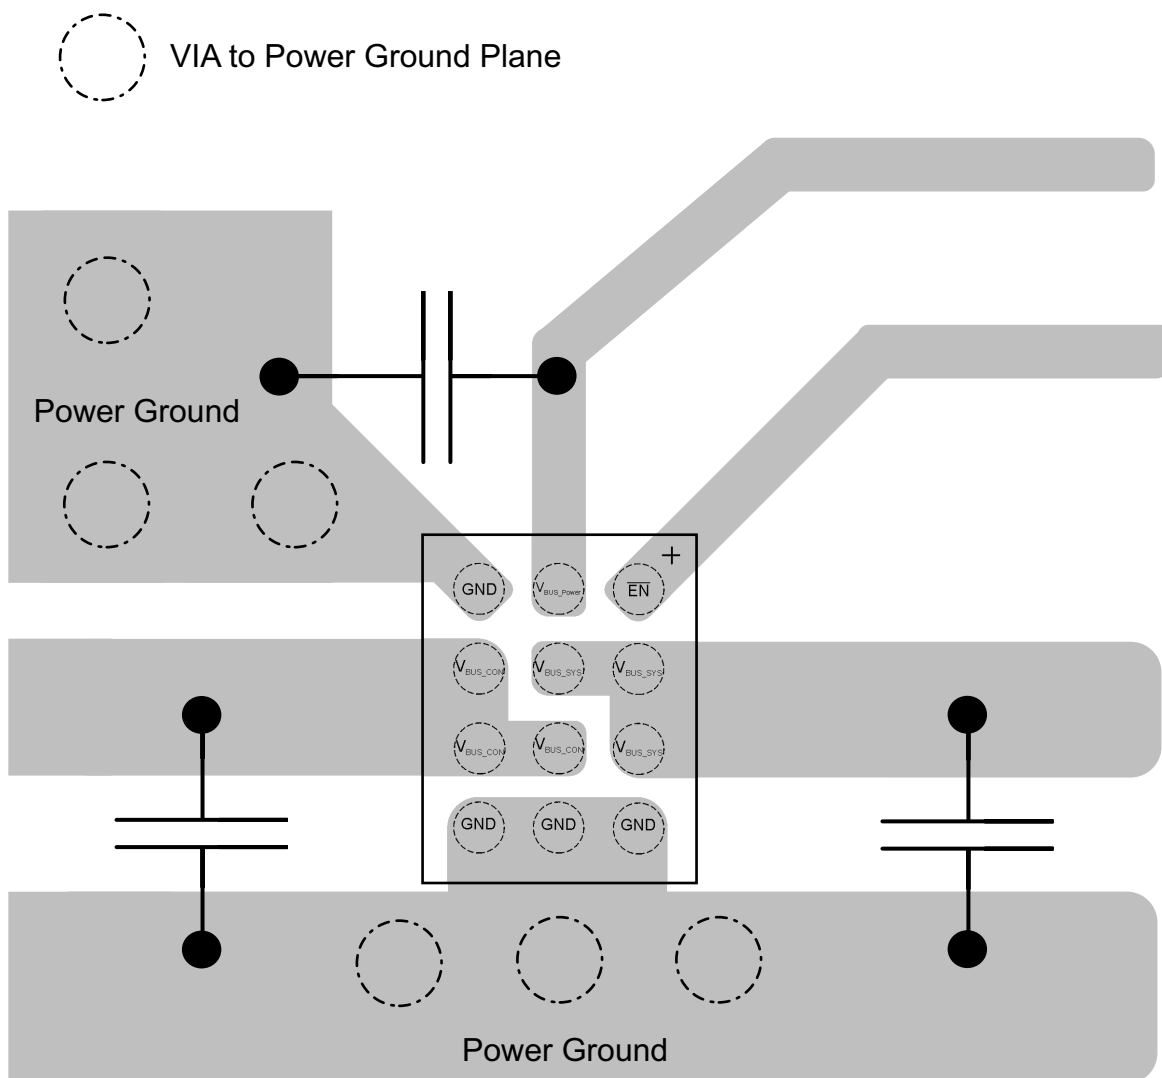 VIA to Power Ground Plane
Power Ground
+
GND VBUS_Power EN
VBUS_CON VBUS_SYS VBUS_SYS
VBUS_CON VBUS_CON VBUS_SYS
GND GND GND
Power Ground